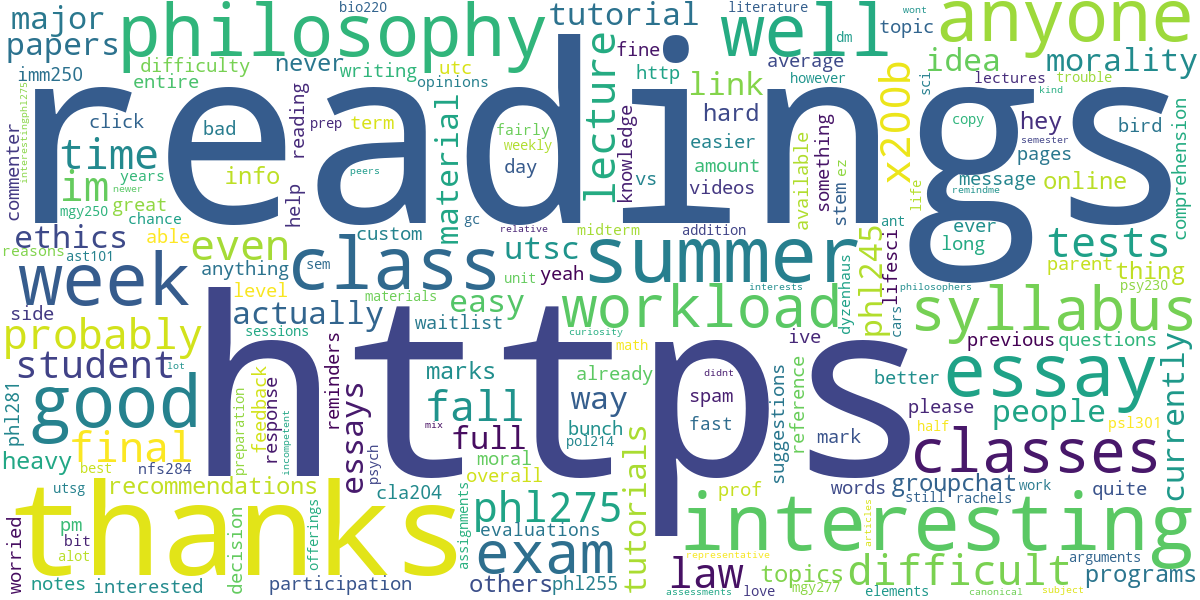 readings
https
thanks
interesting
philosophy
well
anyone
summer
class
week
good
workload
syllabus
essay
classes
exam
phl275
difficult
law
student
probably
final
fall
time
im
even
lecture
x200b
tests
idea
morality
link
tutorial
major
papers
material
ethics
utsc
actually
easy
phl245
currently
people
tutorials
way
full
essays
marks
others
topics
programs
groupchat
recommendations
participation
bio220
literature
wont
dm
topic
imm250
difficulty
entire
never
writing
utc
opinions
fine
http
average
however
sci
lectures
trouble
kind
interestingphl1275
click
bad
reading
prep
term
fairly
weekly
knowledge
hard
easier
something
copy
hey
semester
bird
comprehension
commenter
years
newer
info
help
peers
day
vs
amount
videos
available
stem
ez
pages
message
remindme
online
life
mgy250
great
chance
gc
relative
midterm
addition
ant
ever
long
reasons
able
ast101
custom
anything
sem
yeah
unit
lifesci
parent
thing
level
materials
interests
dyzenhaus
philosophers
psy230
side
sessions
waitlist
curiosity
math
ive
cars
previous
questions
lot
reminders
already
didnt
spam
better
phl281
feedback
response
mix
bunch
fast
suggestions
reference
please
half
psl301
heavy
best
nfs284
preparation
incompetent
psych
moral
pol214
mark
overall
utsg
cla204
prof
words
still
rachels
work
quite
worried
pm
bit
alot
decision
offerings
assignments
evaluations
articles
representative
arguments
notes
interested
phl255
assessments
love
mgy277
elements
canonical
subject